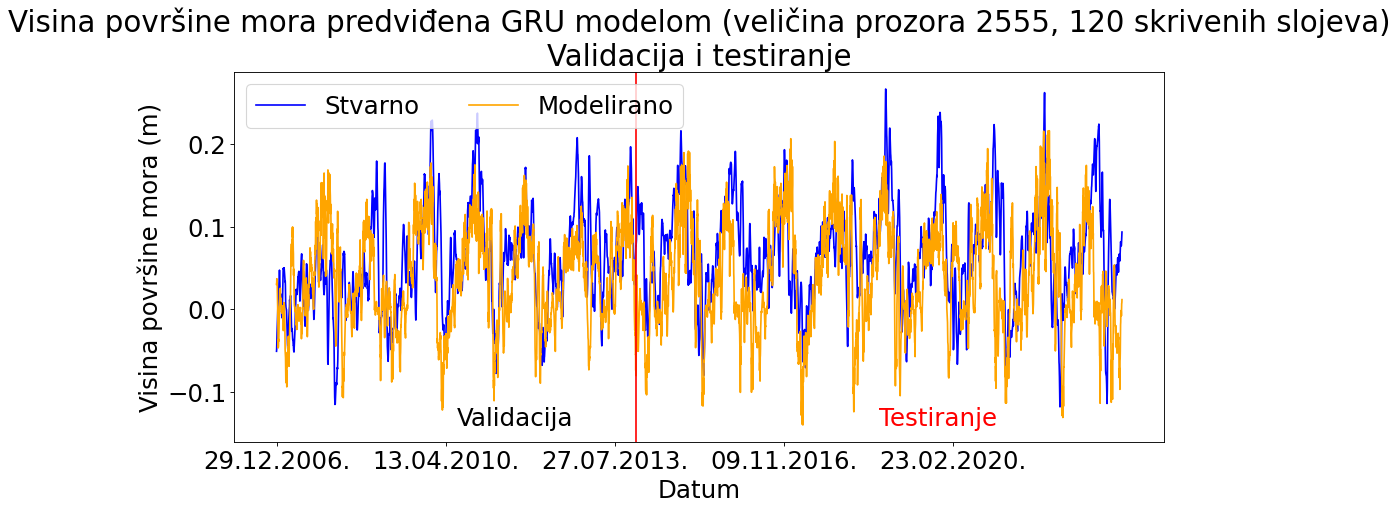 Visina površine mora predviđena GRU modelom (veličina prozora 2555, 120 skrivenih slojeva)
Validacija i testiranje
Stvarno
Modelirano
Visina površine mora (m)
0.2
0.1
0.0
−0.1
Validacija
Testiranje
29.12.2006.
13.04.2010.
27.07.2013.
09.11.2016.
23.02.2020.
Datum